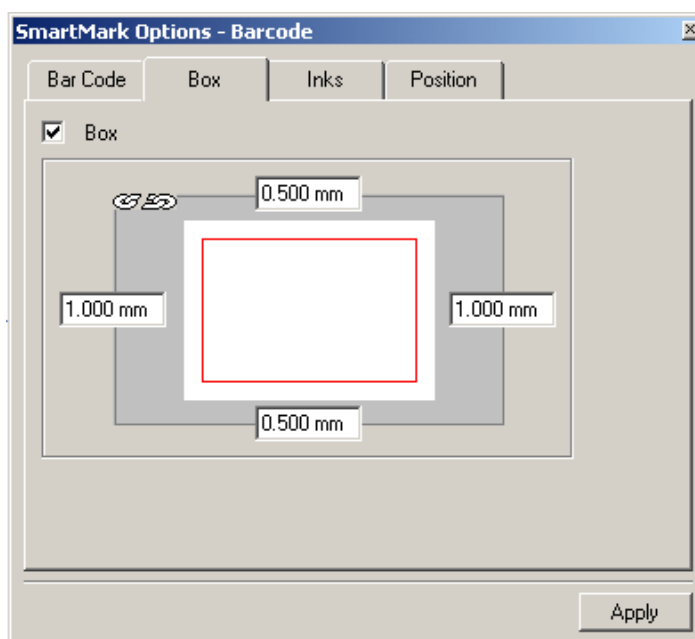 SmartMark Options - Barcode
Bar Code Box Inks Position
Box
0.500 mm
1.000 mm 1.000 mm
0.500 mm
Apply